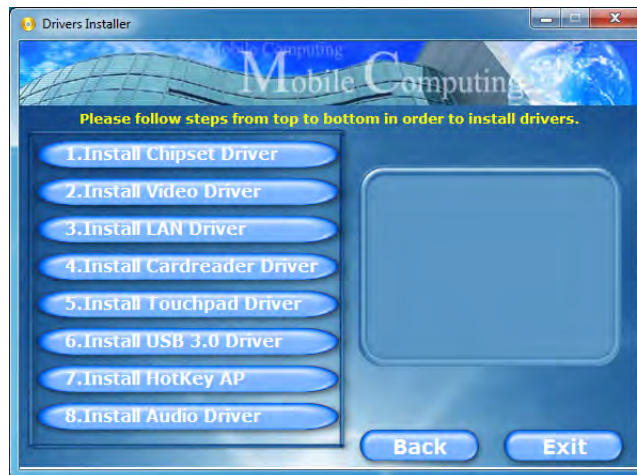 Drivers Installer
Mobile Computing
Mobile Computing
Please follow steps from top to bottom in order to install drivers.
1.Install Chipset Driver
2.Install Video Driver
3.Install LAN Driver
4.Install Cardreader Driver
5.Install Touchpad Driver
6.Install USB 3.0 Driver
7.Install HotKey AP
8.Install Audio Driver
Back
Exit